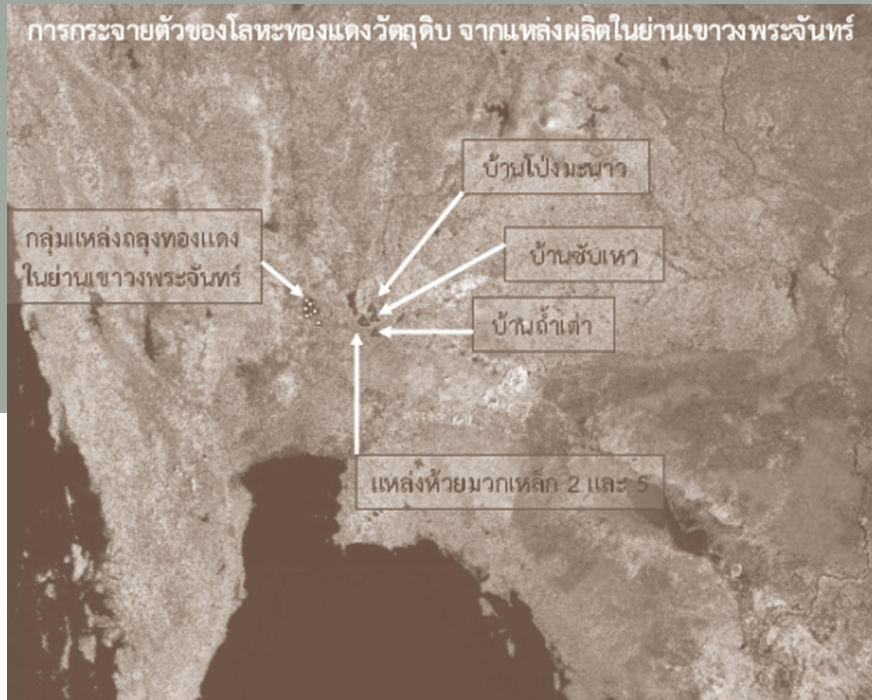 การกระจายตัวของโลหะทองแดงวัตถุดิบ จากแหล่งผลิตในย่านเขาวงพระจันทร์
บ้านโป่งมะนาว
กลุ่มแหล่งถลุงทองแดง
ในย่านเขาวงพระจันทร์
บ้านซับเหว
บ้านถ้ำเต่า
แหล่งห้วยมวกเหล็ก 2 และ 5